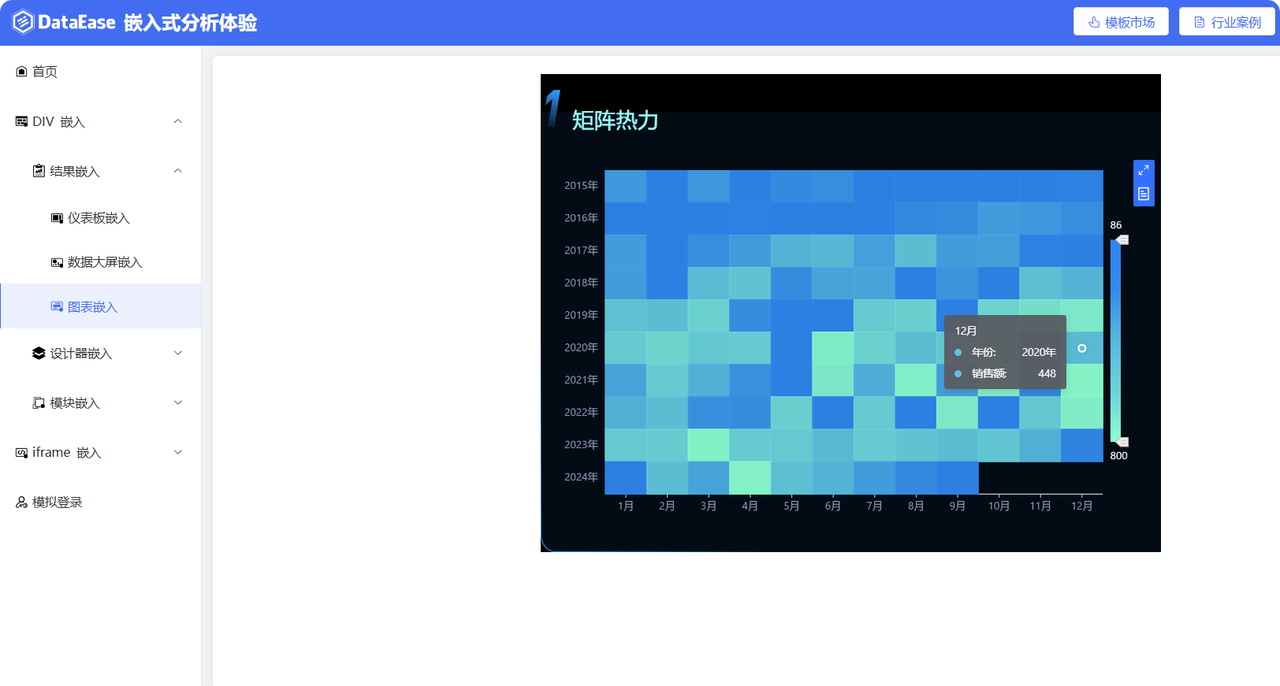 DataEase 嵌入式分析体验
模板市场
行业案例
首页
DIV 嵌入
结果嵌入
仪表板嵌入
数据大屏嵌入
图表嵌入
设计器嵌入
模块嵌入
iframe 嵌入
模拟登录
1
矩阵热力
2015年
2016年
2017年
2018年
2019年
2020年
2021年
2022年
2023年
2024年
1月 2月 3月 4月 5月 6月 7月 8月 9月 10月 11月 12月
12月
年份: 2020年
销售额: 448
86
800